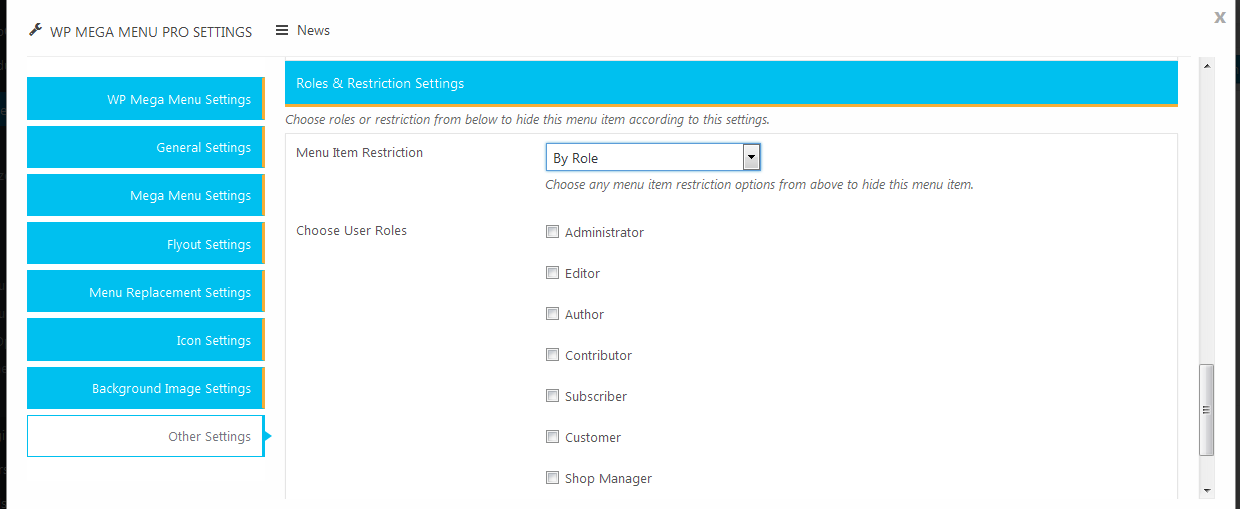 WP MEGA MENU PRO SETTINGS
News
X
WP Mega Menu Settings
General Settings
Mega Menu Settings
Flyout Settings
Menu Replacement Settings
Icon Settings
Background Image Settings
Other Settings
Roles & Restriction Settings
Choose roles or restriction from below to hide this menu item according to this settings.
Menu Item Restriction
By Role
Choose any menu item restriction options from above to hide this menu item.
Choose User Roles
Administrator
Editor
Author
Contributor
Subscriber
Customer
Shop Manager